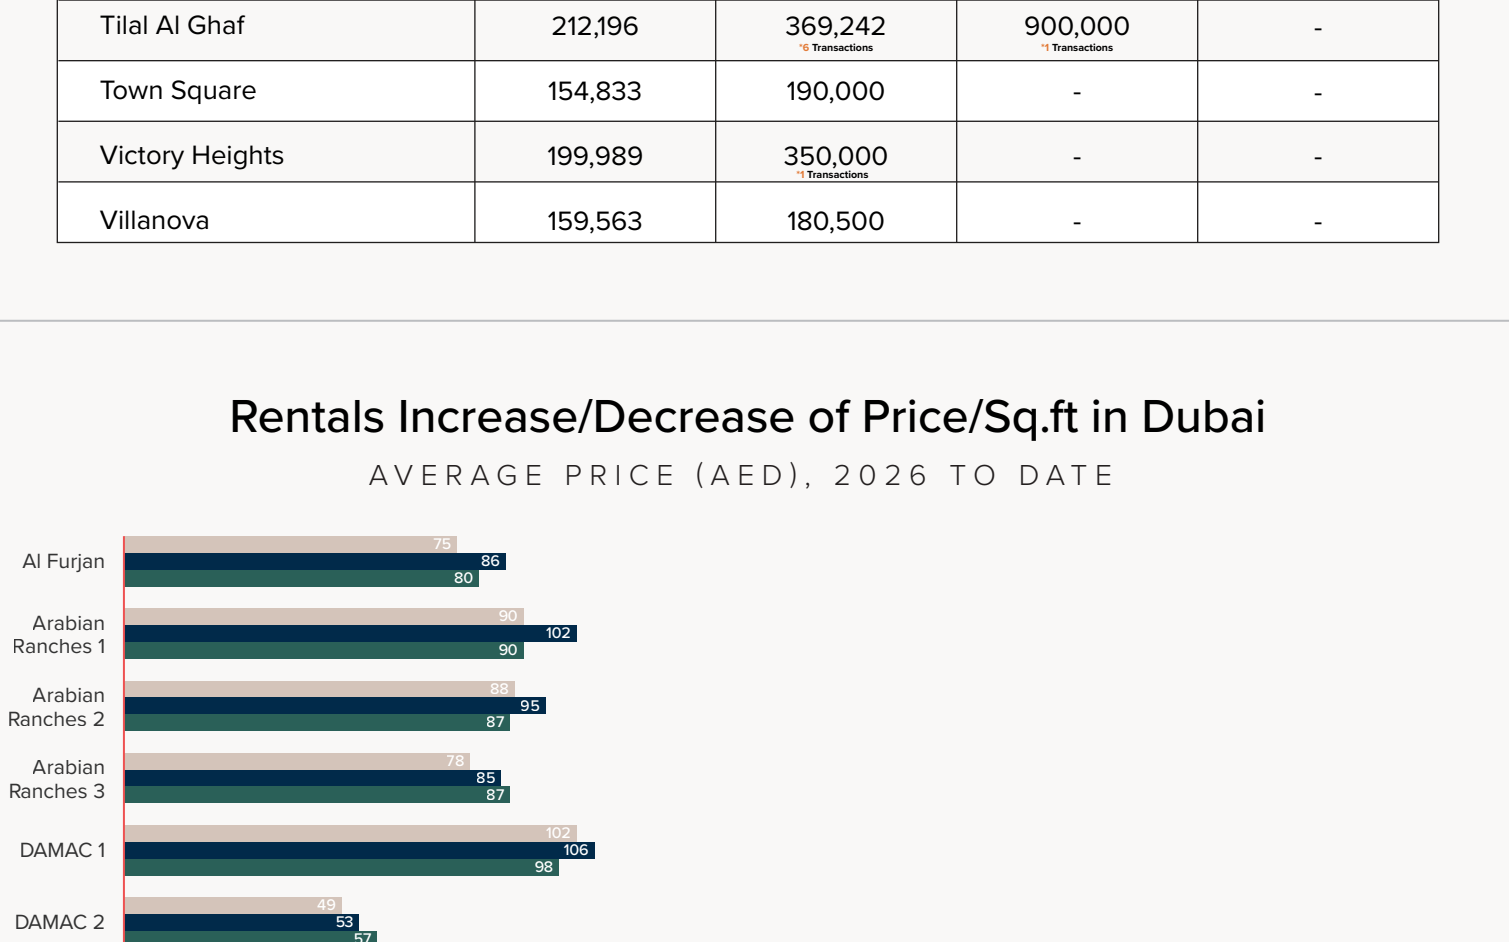 Tilal Al Ghaf 212,196 369,242 900,000 -
*6 Transactions *1 Transactions
Town Square 154,833 190,000 - -
Victory Heights 199,989 350,000 - -
*1 Transactions
Villanova 159,563 180,500 - -
Rentals Increase/Decrease of Price/Sq.ft in Dubai
AVERAGE PRICE (AED), 2026 TO DATE
75
Al Furjan 86
80
90
Arabian
102
Ranches 1
90
88
Arabian
95
Ranches 2
87
78
Arabian
85
Ranches 3
87
102
DAMAC 1 106
98
49
DAMAC 2 53
57